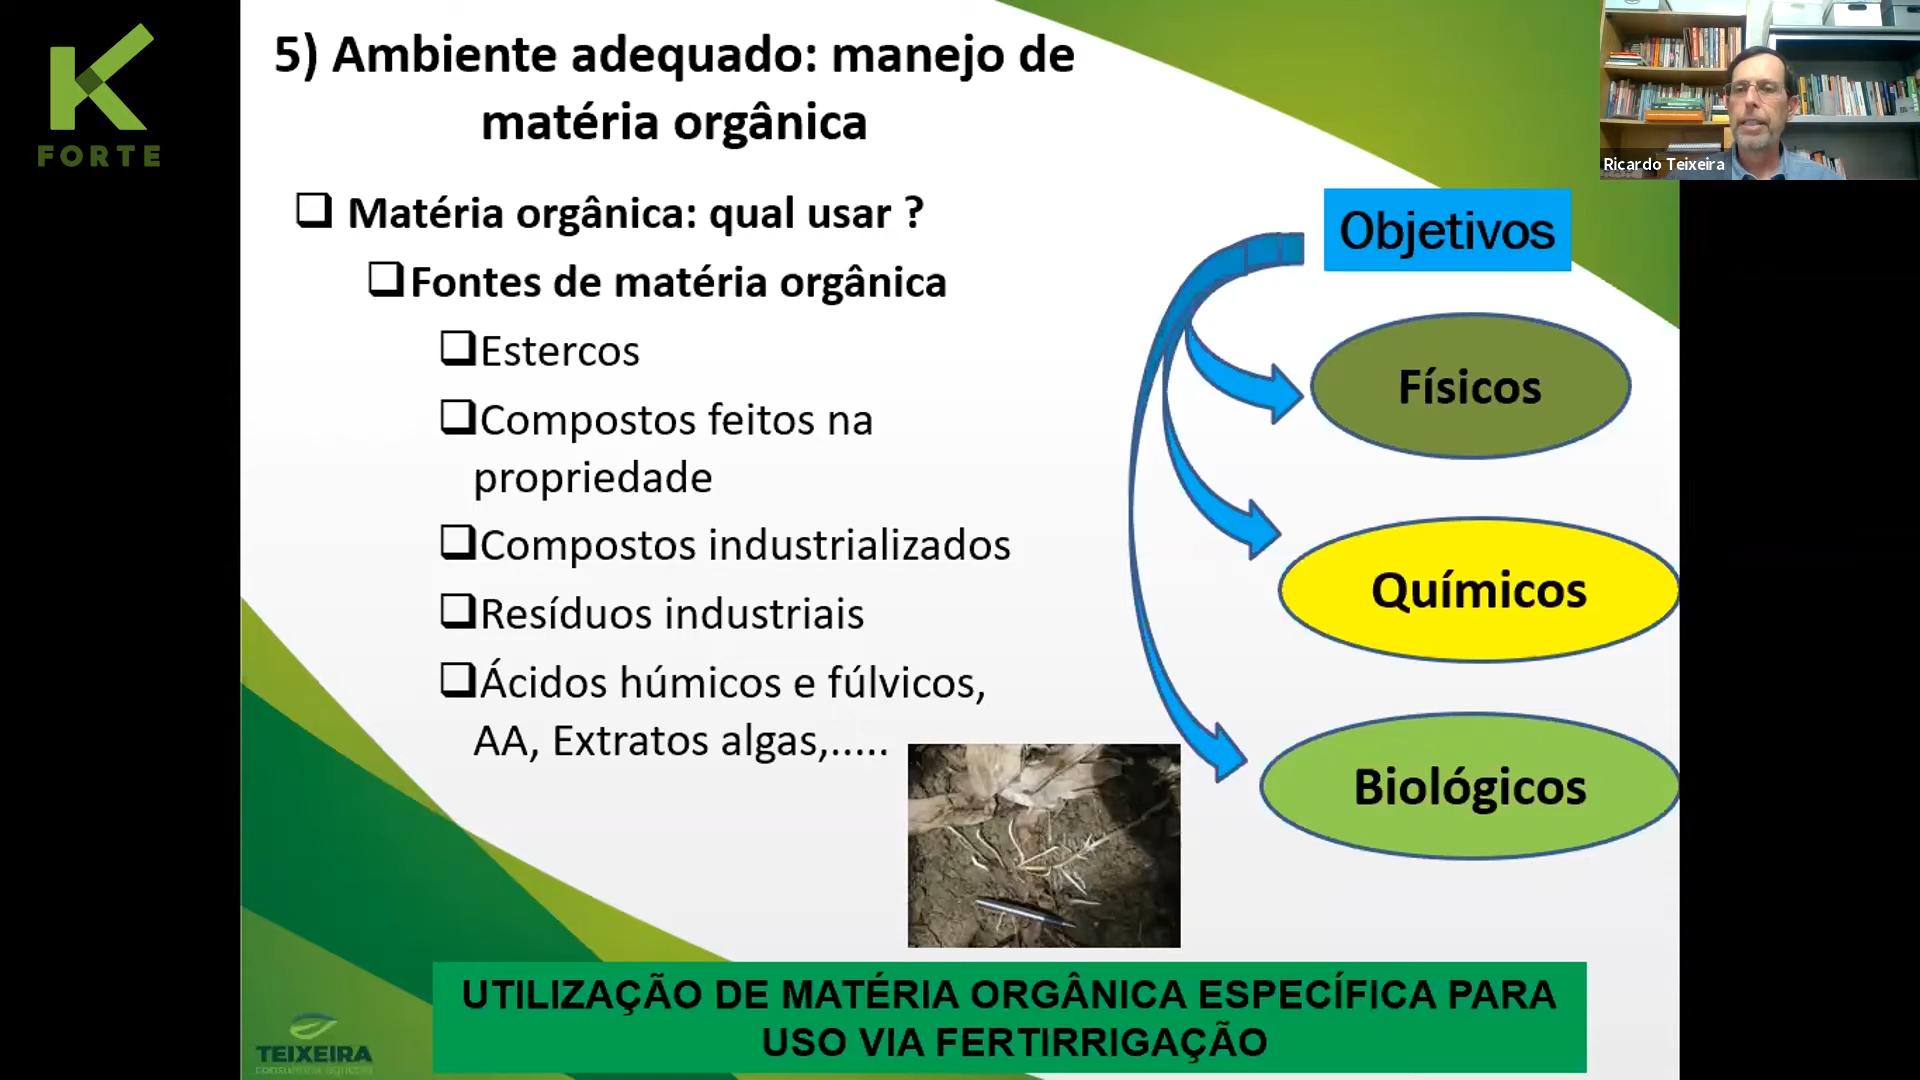 K
FORTE
5) Ambiente adequado: manejo de
matéria orgânica
Matéria orgânica: qual usar ?
Fontes de matéria orgânica
Estercos
Compostos feitos na
propriedade
Compostos industrializados
Resíduos industriais
Ácidos húmicos e fúlvicos,
AA, Extratos algas,.....
Ricardo Teixeira
Objetivos
Físicos
Químicos
Biológicos
UTILIZAÇÃO DE MATÉRIA ORGÂNICA ESPECÍFICA PARA
USO VIA FERTIRRIGAÇÃO
TEIXEIRA
consultoria agrícola